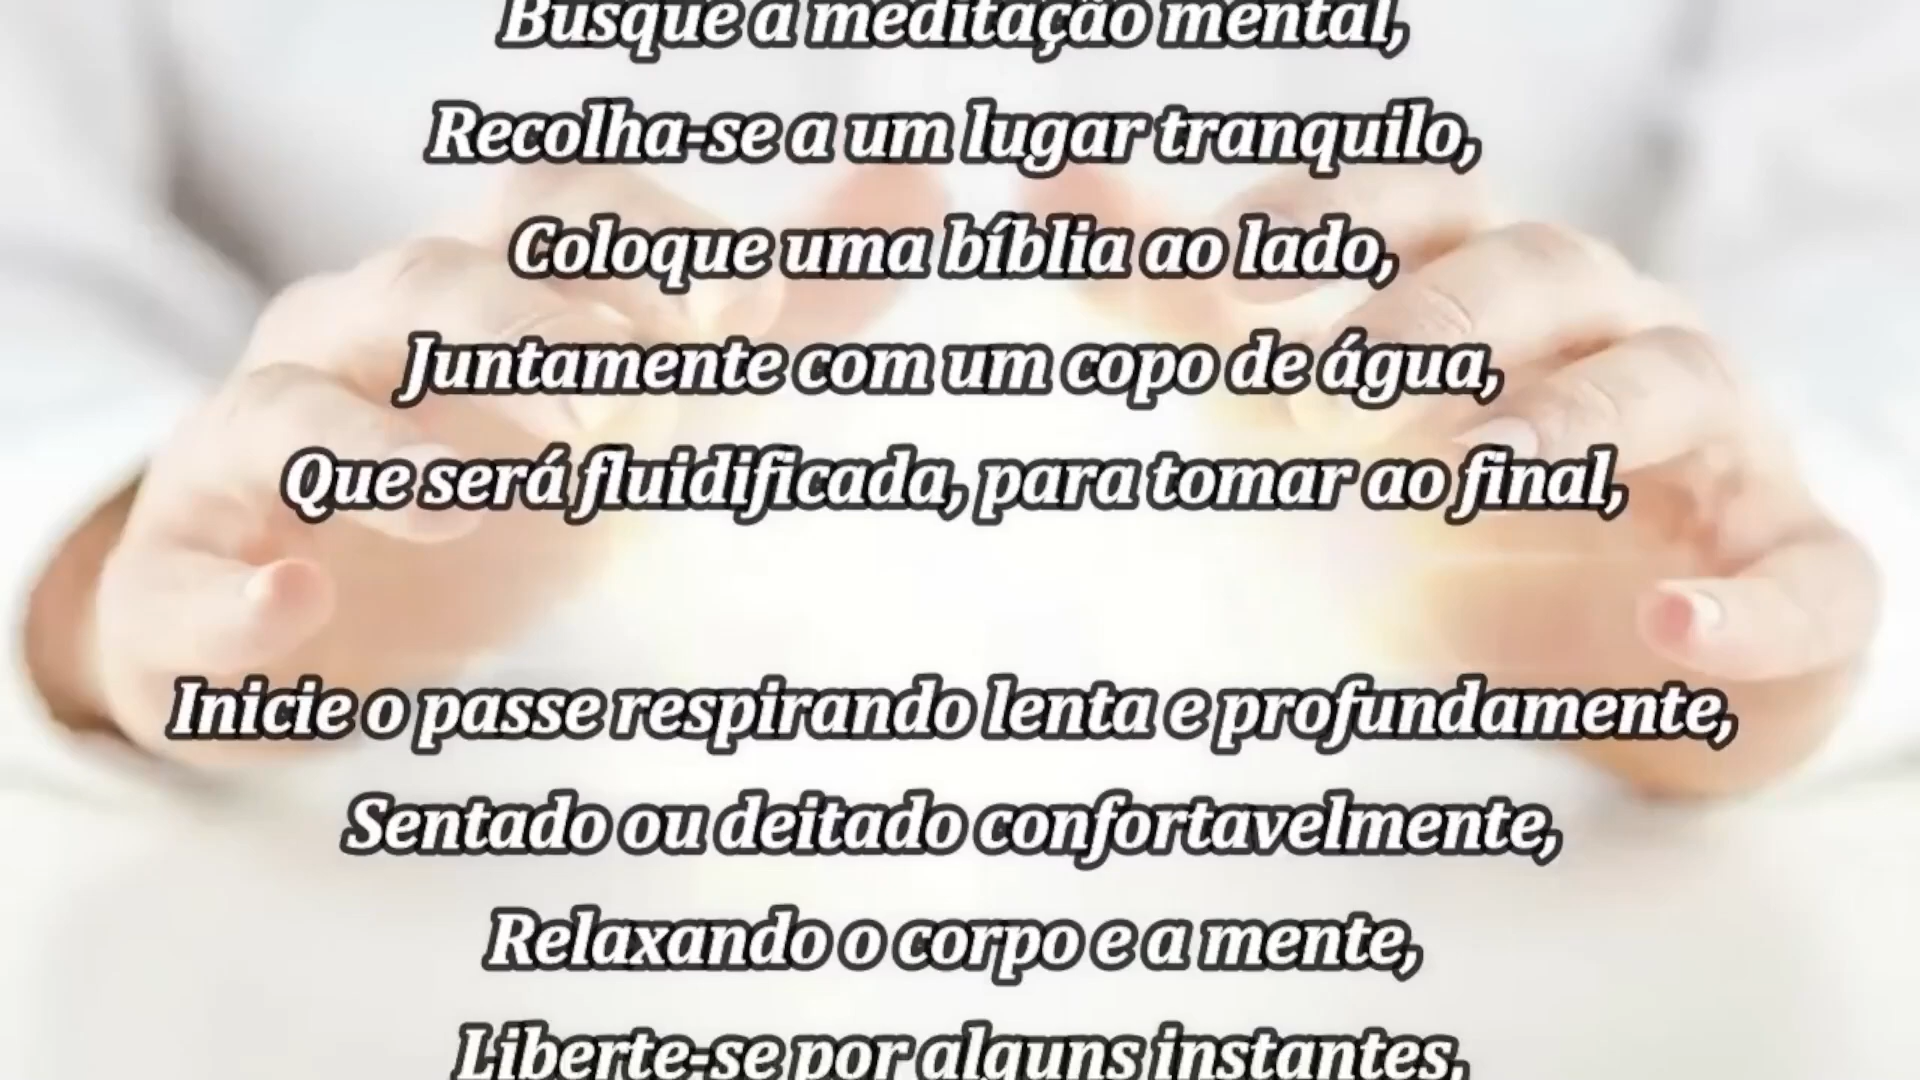 Busque a meditação mental,
Recolha-se a um lugar tranquilo,
Coloque uma bíblia ao lado,
Juntamente com um copo de água,
Que será fluidificada, para tomar ao final,
Inicie o passe respirando lenta e profundamente,
Sentado ou deitado confortavelmente,
Relaxando o corpo e a mente,
Liberte-se por alguns instantes,